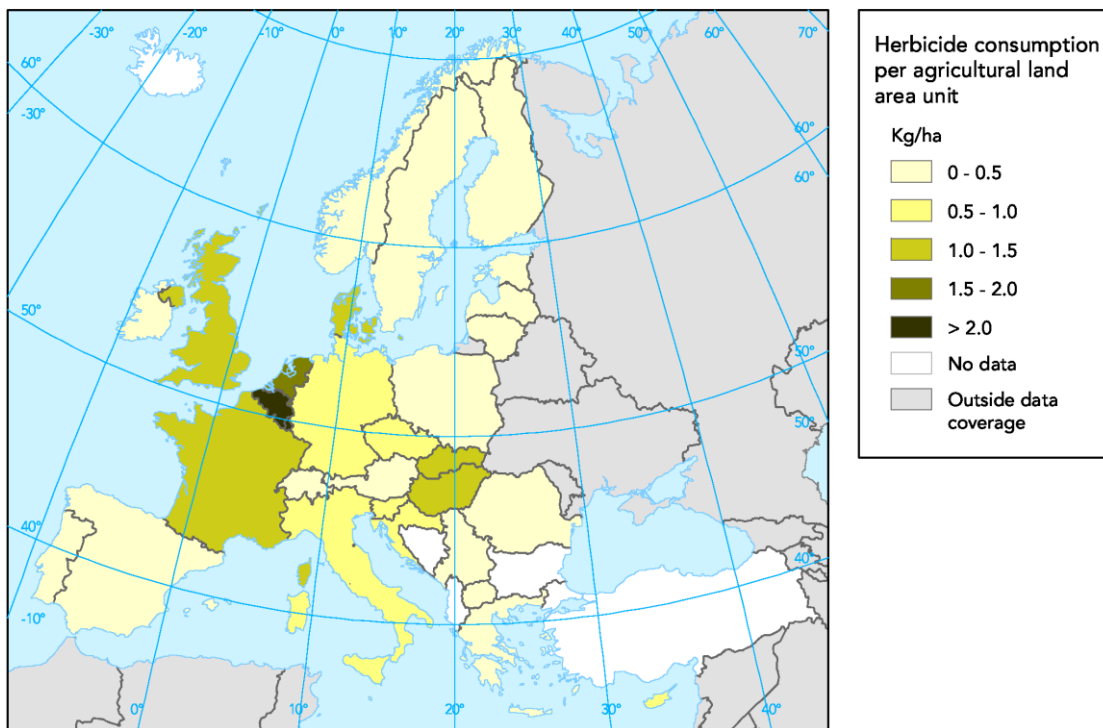 -30° -20° -10° 0° 10° 20° 30° 50° 60° 70°
60°
-30°
60°
60°
50°
50°
50°
40°
40°
-10°
0° 10° 20° 30° 40°
Herbicide consumption
per agricultural land
area unit
Kg/ha
0 - 0.5
0.5 - 1.0
1.0 - 1.5
1.5 - 2.0
> 2.0
No data
Outside data
coverage